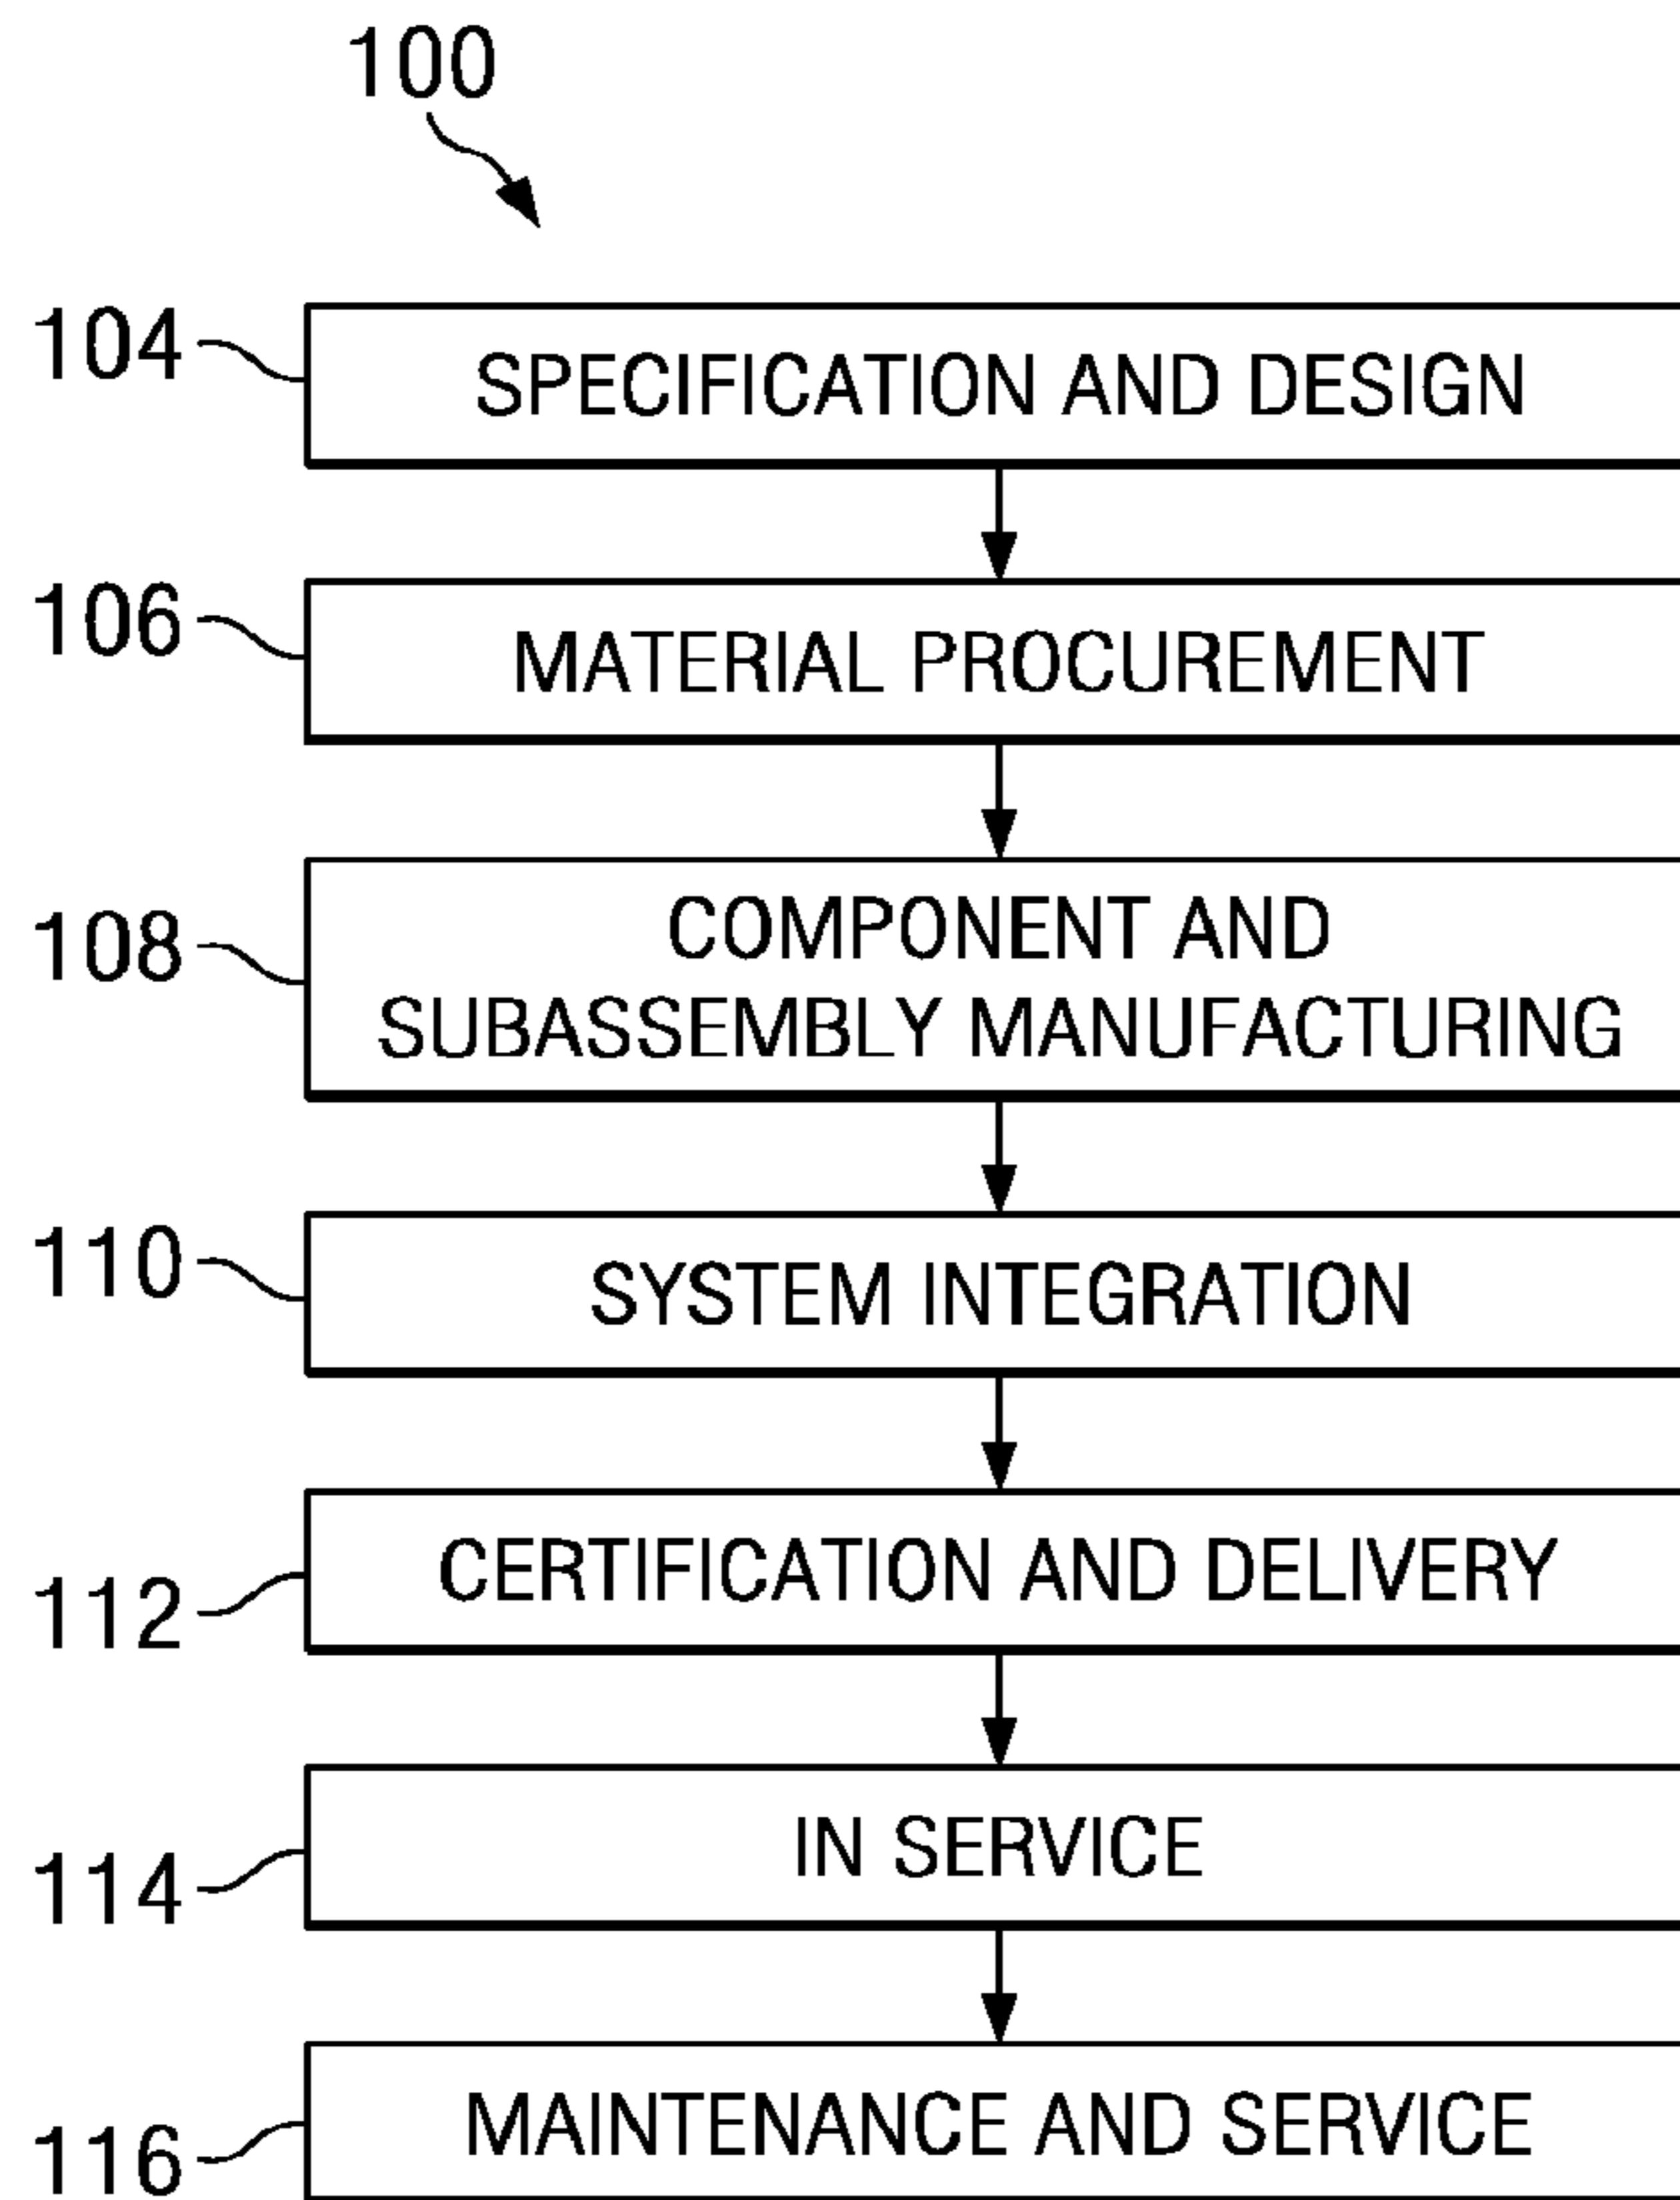 100
104
SPECIFICATION AND DESIGN
106
MATERIAL PROCUREMENT
108
COMPONENT AND
SUBASSEMBLY MANUFACTURING
110
SYSTEM INTEGRATION
112
CERTIFICATION AND DELIVERY
114
IN SERVICE
116
MAINTENANCE AND SERVICE